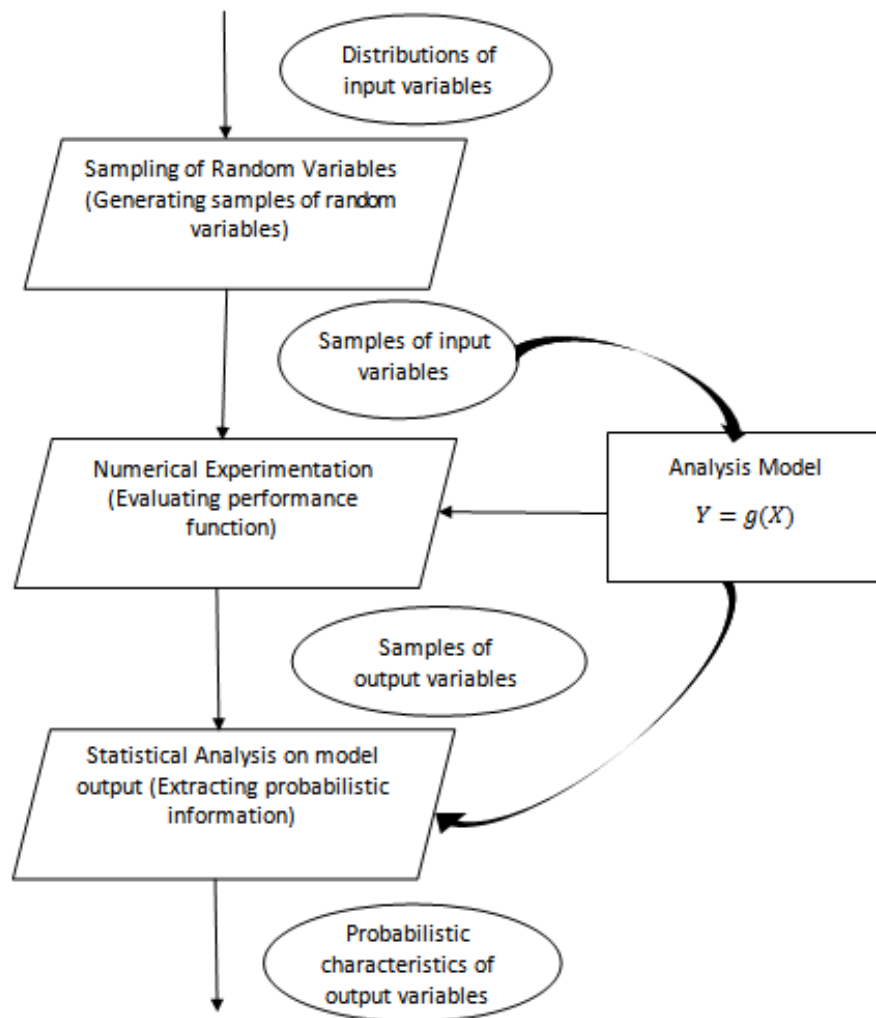 Distributions of
input variables
Sampling of Random Variables
(Generating samples of random
variables)
Samples of input
variables
Numerical Experimentation
(Evaluating performance
function)
Analysis Model
Y = g(X)
Samples of
output variables
Statistical Analysis on model
output (Extracting probabilistic
information)
Probabilistic
characteristics of
output variables